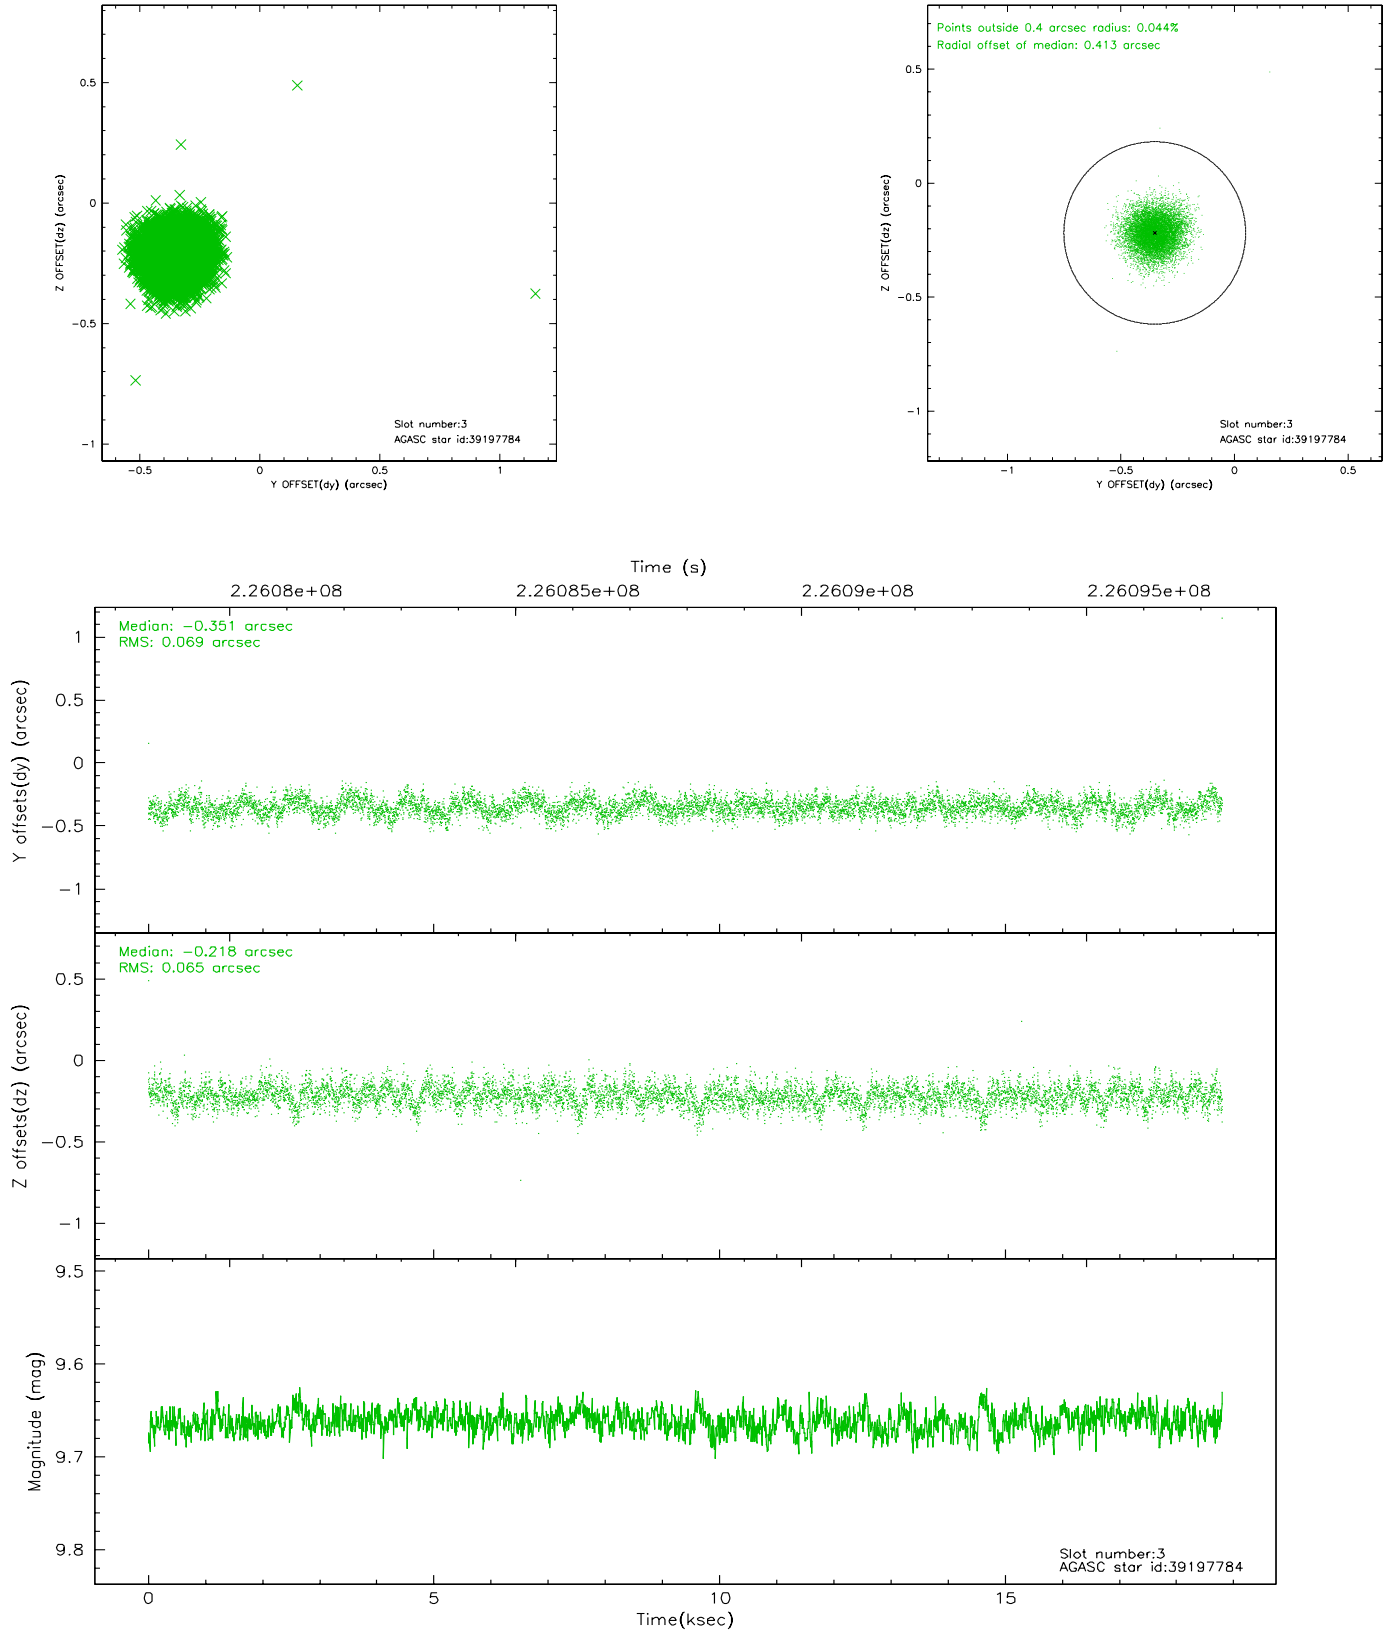 0.5
0
−0.5
−1
Z OFFSET(dz) (arcsec)
Slot number:3
AGASC star id:39197784
−0.5 0 0.5 1
Y OFFSET(dy) (arcsec)
Points outside 0.4 arcsec radius: 0.044%
Radial offset of median: 0.413 arcsec
0.5
0
−0.5
−1
Z OFFSET(dz) (arcsec)
Slot number:3
AGASC star id:39197784
−1 −0.5 0 0.5
Y OFFSET(dy) (arcsec)
Time (s)
2.2608e+08 2.26085e+08 2.2609e+08 2.26095e+08
Median: −0.351 arcsec
RMS: 0.069 arcsec
1
0.5
0
−0.5
−1
Y offsets(dy) (arcsec)
Median: −0.218 arcsec
RMS: 0.065 arcsec
0.5
0
−0.5
−1
Z offsets(dz) (arcsec)
9.5
9.6
9.7
9.8
Magnitude (mag)
Slot number:3
AGASC star id:39197784
0 5 10 15
Time(ksec)